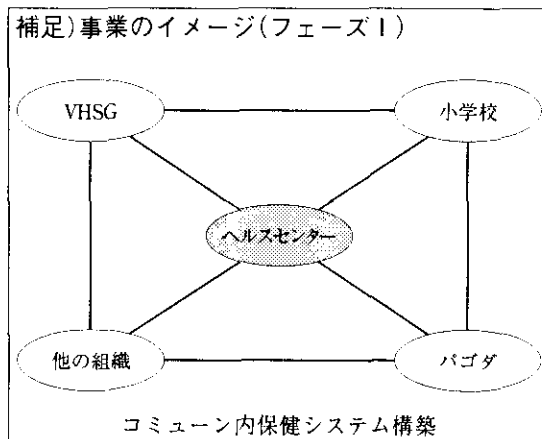 補足)事業のイメージ(フェーズⅠ)
VHSG
小学校
ヘルスセンター
他の組織
パゴダ
コミューン内保健システム構築